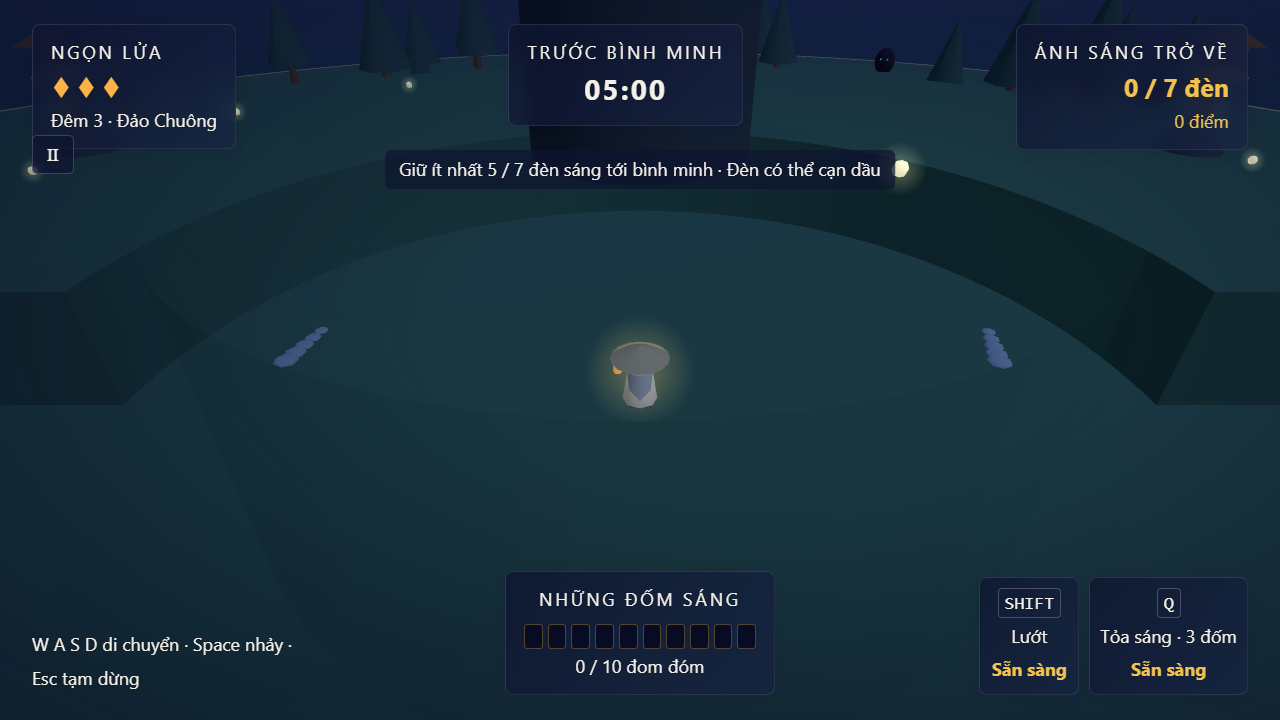 NGỌN LỬA
Đêm 3 · Đảo Chuông
II
TRƯỚC BÌNH MINH
05:00
ÁNH SÁNG TRỞ VỀ
0 / 7 đèn
0 điểm
Giữ ít nhất 5 / 7 đèn sáng tới bình minh · Đèn có thể cạn dầu
W A S D di chuyển · Space nhảy ·
Esc tạm dừng
NHỮNG ĐỐM SÁNG
0 / 10 đom đóm
SHIFT
Lướt
Sẵn sàng
Q
Tỏa sáng · 3 đốm
Sẵn sàng